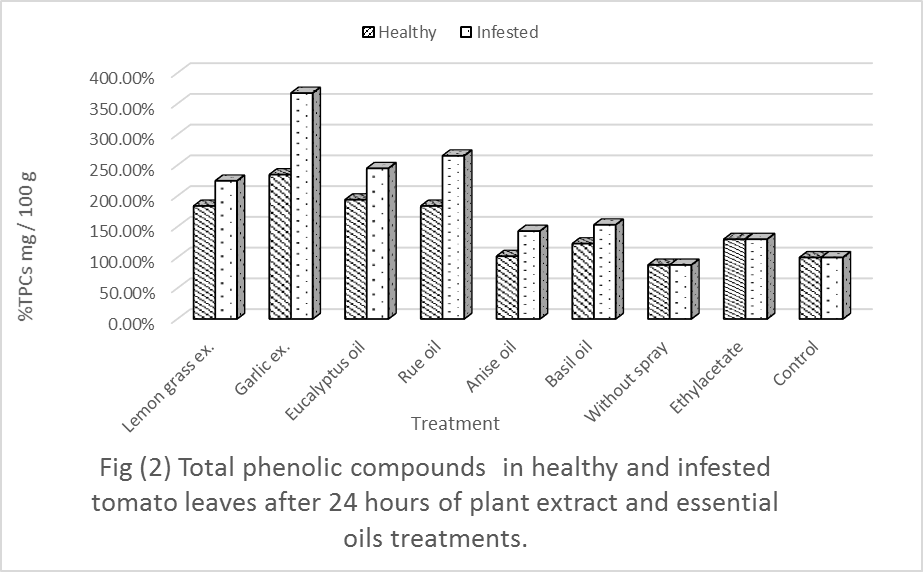 Healthy Infested
400.00%
350.00%
300.00%
250.00%
200.00%
150.00%
100.00%
50.00%
0.00%
%TPCs mg / 100 g
Lemon grass ex.
Garlic ex.
Eucalyptus oil
Rue oil
Anise oil
Basil oil
Without spray
Ethylacetate
Control
Treatment
Fig (2) Total phenolic compounds in healthy and infested
tomato leaves after 24 hours of plant extract and essential
oils treatments.